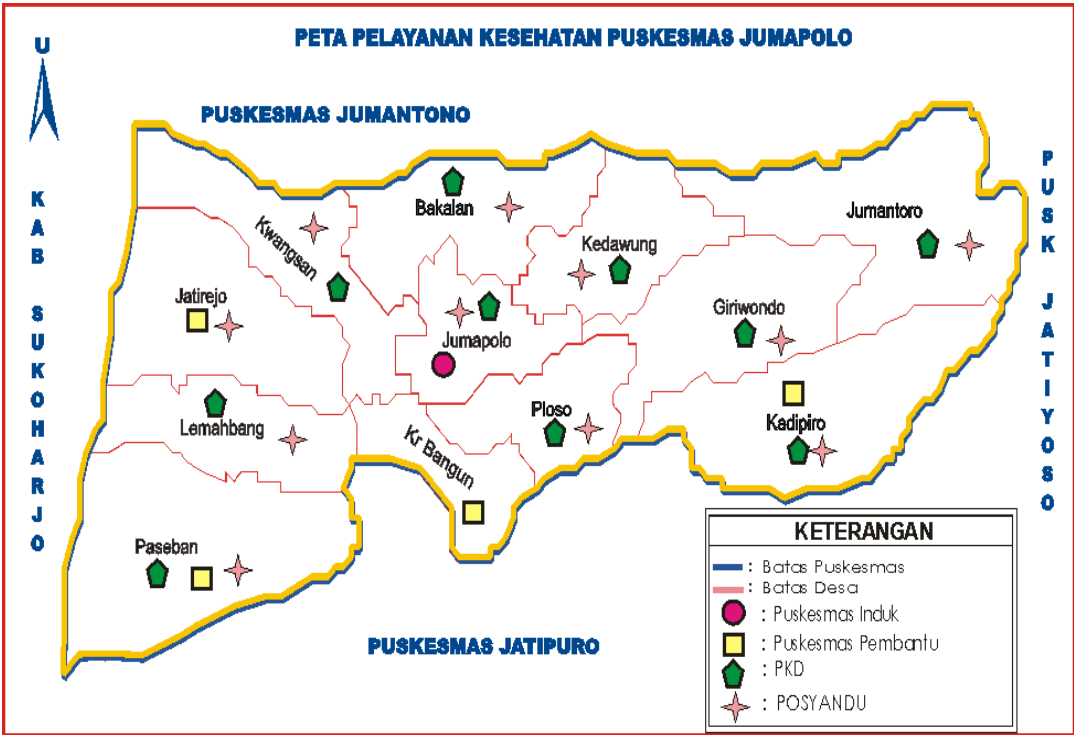 PETA PELAYANAN KESEHATAN PUSKESMAS JUMAPOLO
U
PUSKESMAS JUMANTONO
KAB SUKOHARJO
PUSK JATIYOSO
Bakalan
Kwangsan
Kedawung
Jumantoro
Jatirejo
Jumapolo
Giriwondo
Lemahbang
Ploso
Kadipiro
Kr Bangun
Paseban
PUSKESMAS JATIPURO
KETERANGAN
: Batas Puskesmas
: Batas Desa
: Puskesmas Induk
: Puskesmas Pembantu
: PKD
: POSYANDU